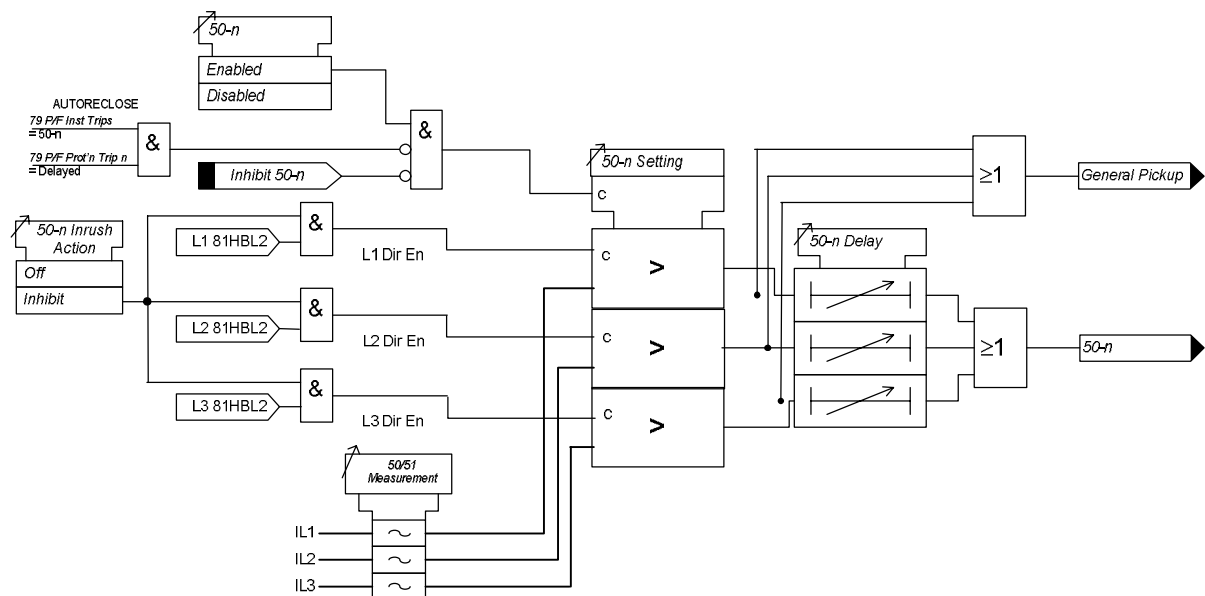 50-n
Enabled
Disabled
AUTORECLOSE
79 P/F Inst Trips
= 50-n
79 P/F Prot'n Trip n
= Delayed
&
&
Inhibit 50-n
50-n Setting
c
≥1
General Pickup
50-n Inrush
Action
Off
Inhibit
L1 81HBL2
&
L1 Dir En
c
>
50-n Delay
L2 81HBL2
&
L2 Dir En
c
>
≥1
50-n
L3 81HBL2
&
L3 Dir En
c
>
50/51
Measurement
IL1
~
IL2
~
IL3
~